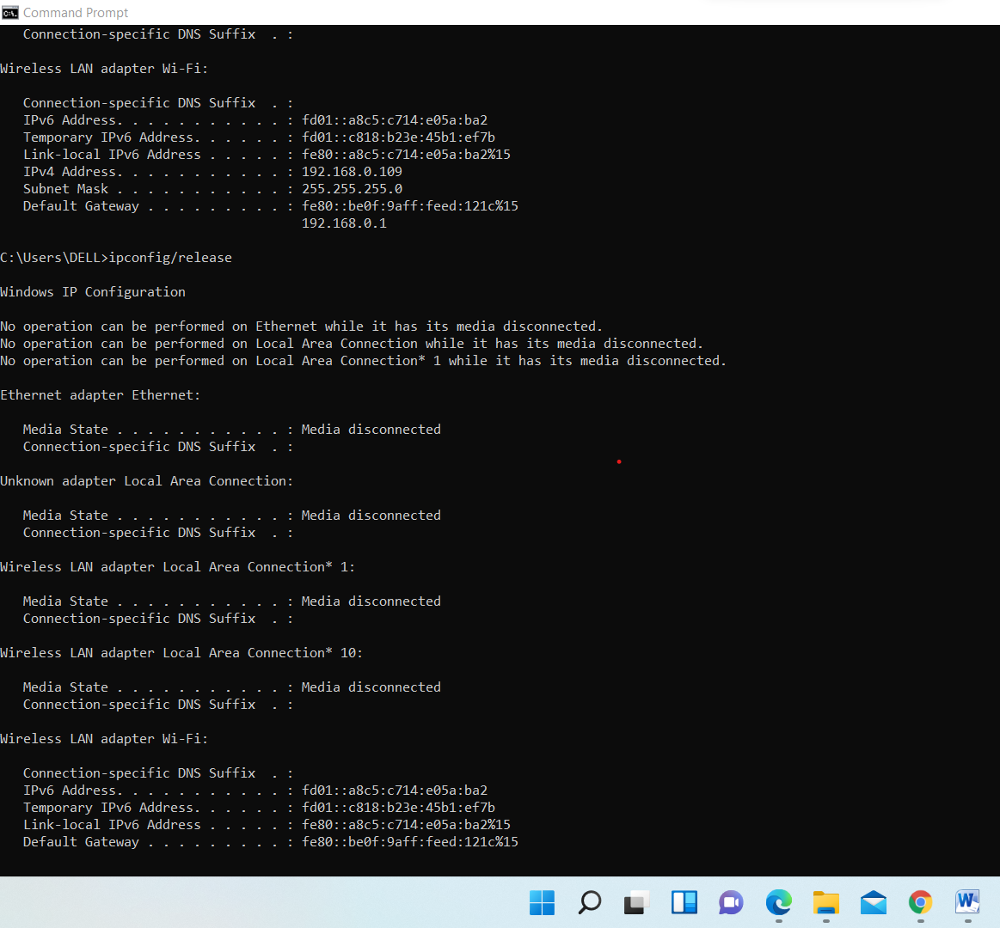 Command Prompt
Connection-specific DNS Suffix  . :
Wireless LAN adapter Wi-Fi:
Connection-specific DNS Suffix  . :
IPv6 Address. . . . . . . . . . . : fd01::a8c5:c714:e05a:ba2
Temporary IPv6 Address. . . . . . : fd01::c818:b23e:45b1:ef7b
Link-local IPv6 Address . . . . . : fe80::a8c5:c714:e05a:ba2%15
IPv4 Address. . . . . . . . . . . : 192.168.0.109
Subnet Mask . . . . . . . . . . . : 255.255.255.0
Default Gateway . . . . . . . . . : fe80::be0f:9aff:feed:121c%15
192.168.0.1
C:\Users\DELL>ipconfig/release
Windows IP Configuration
No operation can be performed on Ethernet while it has its media disconnected.
No operation can be performed on Local Area Connection while it has its media disconnected.
No operation can be performed on Local Area Connection* 1 while it has its media disconnected.
Ethernet adapter Ethernet:
Media State . . . . . . . . . . . : Media disconnected
Connection-specific DNS Suffix  . :
Unknown adapter Local Area Connection:
Media State . . . . . . . . . . . : Media disconnected
Connection-specific DNS Suffix  . :
Wireless LAN adapter Local Area Connection* 1:
Media State . . . . . . . . . . . : Media disconnected
Connection-specific DNS Suffix  . :
Wireless LAN adapter Local Area Connection* 10:
Media State . . . . . . . . . . . : Media disconnected
Connection-specific DNS Suffix  . :
Wireless LAN adapter Wi-Fi:
Connection-specific DNS Suffix  . :
IPv6 Address. . . . . . . . . . . : fd01::a8c5:c714:e05a:ba2
Temporary IPv6 Address. . . . . . : fd01::c818:b23e:45b1:ef7b
Link-local IPv6 Address . . . . . : fe80::a8c5:c714:e05a:ba2%15
Default Gateway . . . . . . . . . : fe80::be0f:9aff:feed:121c%15
W